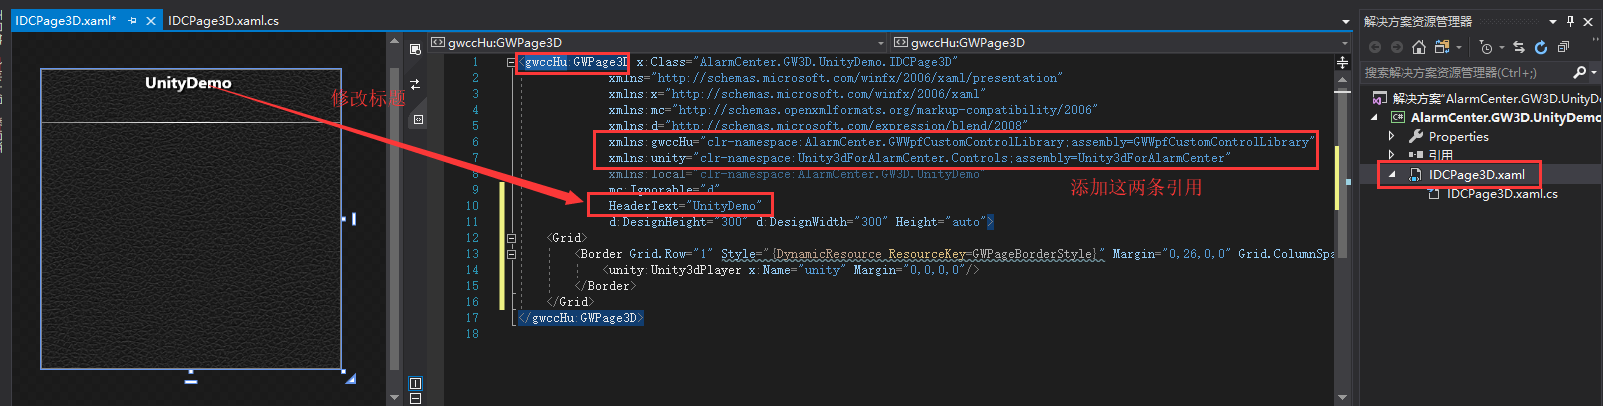 IDCPage3D.xaml*
IDCPage3D.xaml.cs
UnityDemo
修改标题
gwccHu:GWPage3D
gwccHu:GWPage3D
1 <gwccHu:GWPage3D x:Class="AlarmCenter.GW3D.UnityDemo.IDCPage3D"
2 xmlns="http://schemas.microsoft.com/winfx/2006/xaml/presentation"
3 xmlns:x="http://schemas.microsoft.com/winfx/2006/xaml"
4 xmlns:mc="http://schemas.openxmlformats.org/markup-compatibility/2006"
5 xmlns:d="http://schemas.microsoft.com/expression/blend/2008"
6 xmlns:gwccHu="clr-namespace:AlarmCenter.GWWpfCustomControlLibrary;assembly=GWWpfCustomControlLibrary"
7 xmlns:unity="clr-namespace:Unity3dForAlarmCenter.Controls;assembly=Unity3dForAlarmCenter"
8 xmlns:local="clr-namespace:AlarmCenter.GW3D.UnityDemo"
9 mc:Ignorable="d"
10 HeaderText="UnityDemo"
11 d:DesignHeight="300" d:DesignWidth="300" Height="auto">
12 <Grid>
13 <Border Grid.Row="1" Style="{DynamicResource ResourceKey=GWPageBorderStyle}" Margin="0,26,0,0" Grid.ColumnSpa
14 <unity:Unity3dPlayer x:Name="unity" Margin="0,0,0,0"/>
15 </Border>
16 </Grid>
17 </gwccHu:GWPage3D>
18
添加这两条引用
解决方案资源管理器
搜索解决方案资源管理器(Ctrl+;)
解决方案"AlarmCenter.GW3D.UnityDe
AlarmCenter.GW3D.UnityDemo
Properties
引用
IDCPage3D.xaml
IDCPage3D.xaml.cs